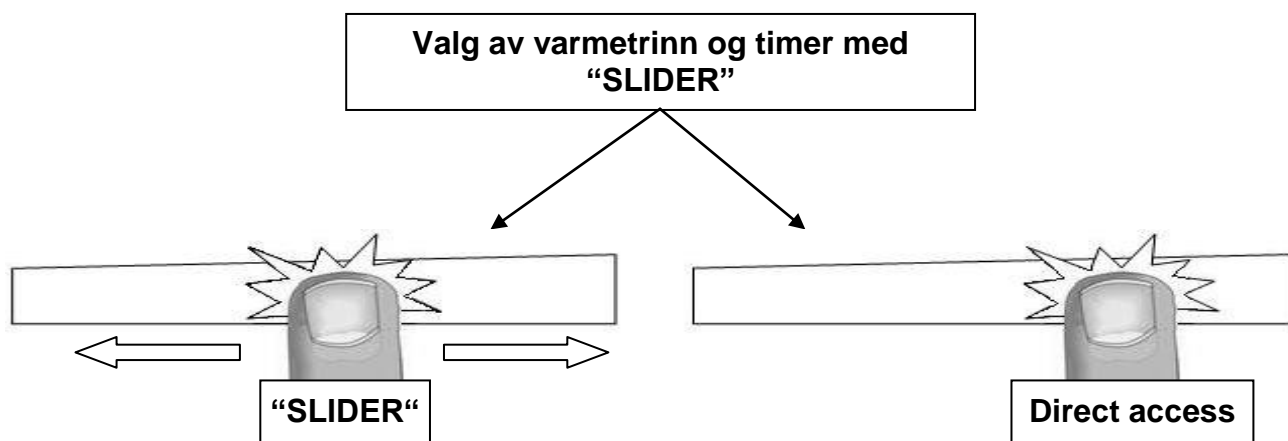 Valg av varmetrinn og timer med
“SLIDER”
“SLIDER“
Direct access